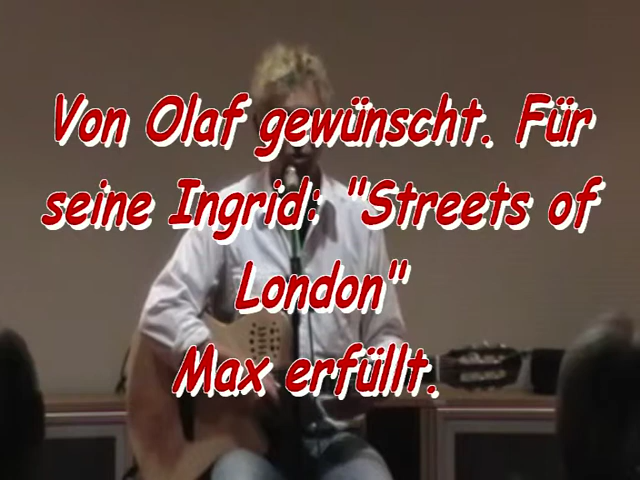 Von Olaf gewünscht. Für
seine Ingrid: "Streets of
London"
Max erfüllt.